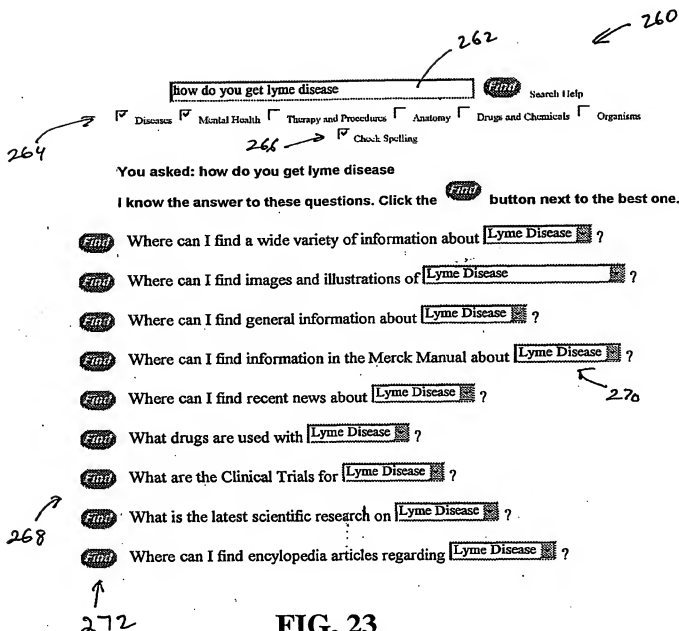 260
262
how do you get lyme disease Find Search Help
264 Diseases Mental Health Therapy and Procedures Anatomy Drugs and Chemicals Organisms
266 Check Spelling
You asked: how do you get lyme disease
I know the answer to these questions. Click the Find button next to the best one.
Find Where can I find a wide variety of information about Lyme Disease ?
Find Where can I find images and illustrations of Lyme Disease ?
Find Where can I find general information about Lyme Disease ?
Find Where can I find information in the Merck Manual about Lyme Disease ?
270
Find Where can I find recent news about Lyme Disease ?
Find What drugs are used with Lyme Disease ?
Find What are the Clinical Trials for Lyme Disease ?
268
Find What is the latest scientific research on Lyme Disease ?
Find Where can I find encylopedia articles regarding Lyme Disease ?
272
FIG. 23